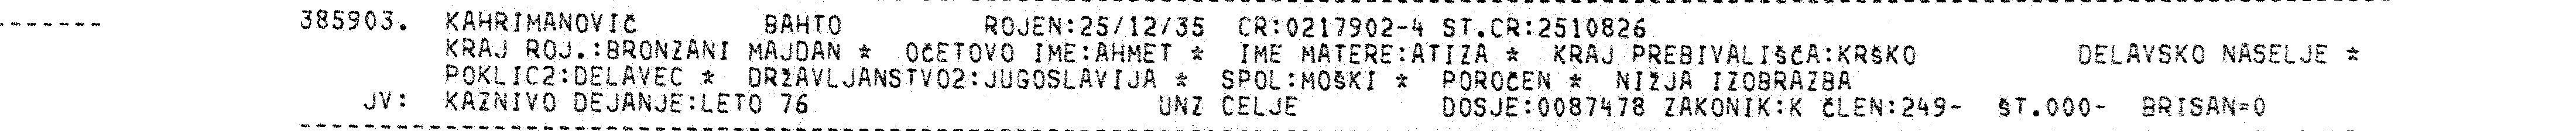 385903. KAHRIMANOVIČ BAHTO ROJEN:25/12/35 CR:0217902-4 ST.CR:2510826
KRAJ ROJ.:BRONZANI MAJDAN * OČETOVO IME:AHMET * IME MATERE:ATIZA * KRAJ PREBIVALIŠČA:KRŠKO DELAVSKO NASELJE *
POKLIC2:DELAVEC * DRŽAVLJANSTVO2:JUGOSLAVIJA * SPOL:MOŠKI * POROČEN * NIŽJA IZOBRAZBA
JV: KAZNIVO DEJANJE:LETO 76 UNZ CELJE DOSJE:0087478 ZAKONIK:K ČLEN:249- ŠT.000- BRISAN=0